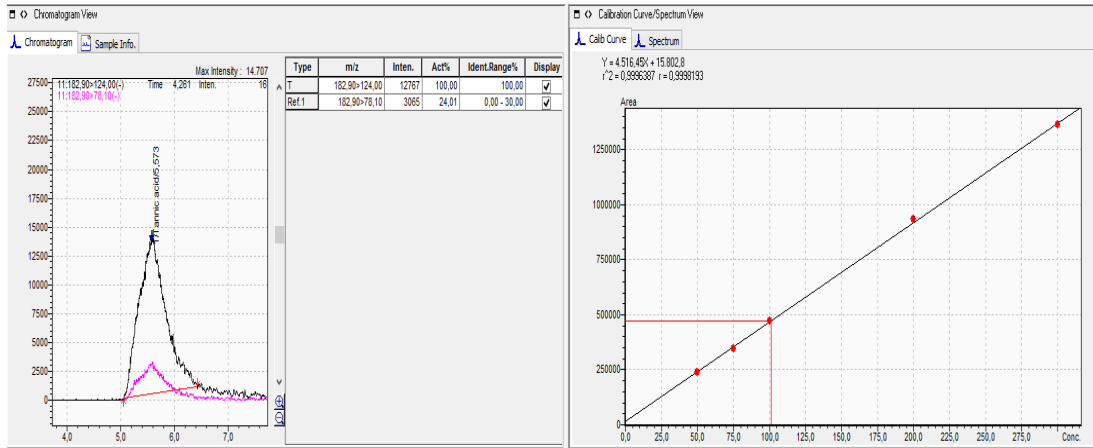 Chromatogram View
Chromatogram
Sample Info.
Max Intensity : 14.707
11:182,90>124,00(-) Time 4,261 Inten. 16
11:182,90>78,10(-)
27500
25000
22500
20000
17500
15000
12500
10000
7500
5000
2500
0
1/Tannic acid/5,573
4,0 5,0 6,0 7,0
Type m/z Inten. Act% Ident.Range% Display
T 182,90>124,00 12767 100,00 100,00
Ref.1 182,90>78,10 3065 24,01 0,00 - 30,00
Calibration Curve/Spectrum View
Calib Curve
Spectrum
Y = 4.516,45X + 15.802,8
r^2 = 0,9996387 r = 0,9998193
Area
1250000
1000000
750000
500000
250000
0
0,0 25,0 50,0 75,0 100,0 125,0 150,0 175,0 200,0 225,0 250,0 275,0 Conc.